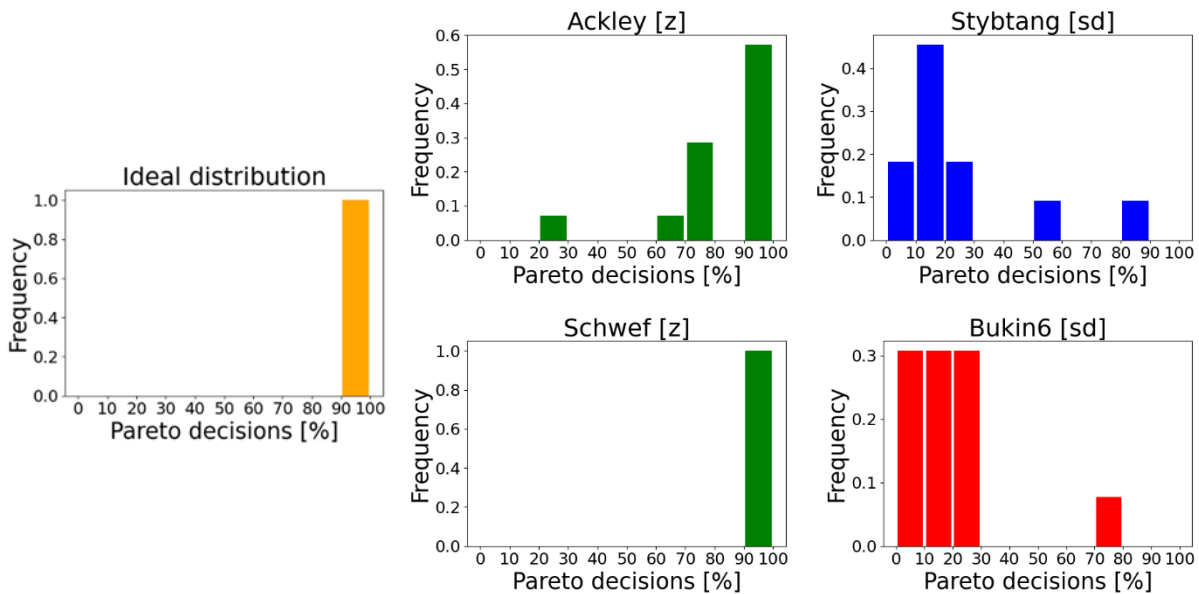 Ideal distribution
Frequency
1.0
0.8
0.6
0.4
0.2
0.0
0 10 20 30 40 50 60 70 80 90 100
Pareto decisions [%]
Ackley [z]
Frequency
0.6
0.5
0.4
0.3
0.2
0.1
0.0
0 10 20 30 40 50 60 70 80 90 100
Pareto decisions [%]
Stybtang [sd]
Frequency
0.4
0.3
0.2
0.1
0.0
0 10 20 30 40 50 60 70 80 90 100
Pareto decisions [%]
Schwef [z]
Frequency
1.0
0.8
0.6
0.4
0.2
0.0
0 10 20 30 40 50 60 70 80 90 100
Pareto decisions [%]
Bukin6 [sd]
Frequency
0.3
0.2
0.1
0.0
0 10 20 30 40 50 60 70 80 90 100
Pareto decisions [%]